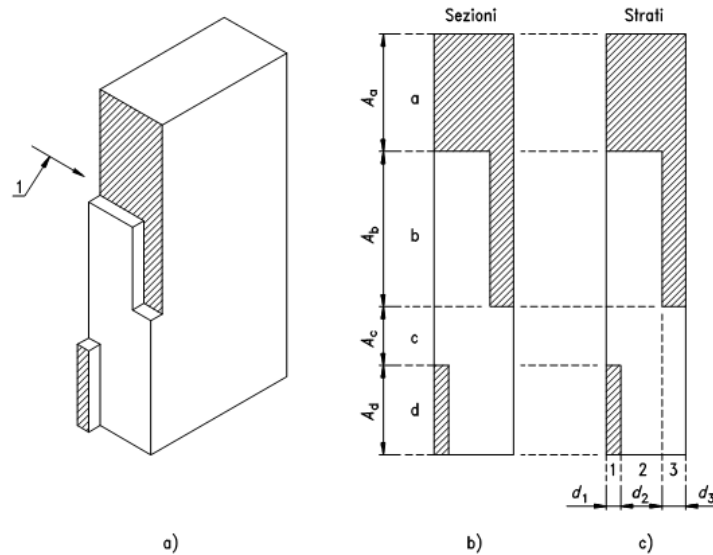 Sezioni Strati
1
A_a a
A_b b
A_c c
A_d d
1 2 3
d_1 d_2 d_3
a) b) c)